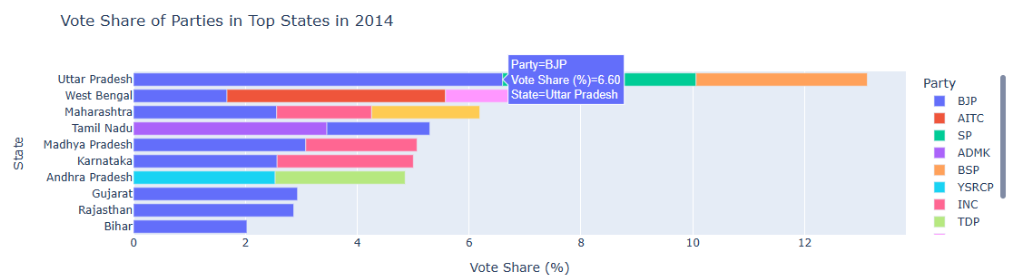 Vote Share of Parties in Top States in 2014
Party=BJP
Vote Share (%)=6.60
State=Uttar Pradesh
Uttar Pradesh
West Bengal
Maharashtra
Tamil Nadu
Madhya Pradesh
Karnataka
Andhra Pradesh
Gujarat
Rajasthan
Bihar
State
0 2 4 6 8 10 12
Vote Share (%)
Party
BJP
AITC
SP
ADMK
BSP
YSRCP
INC
TDP